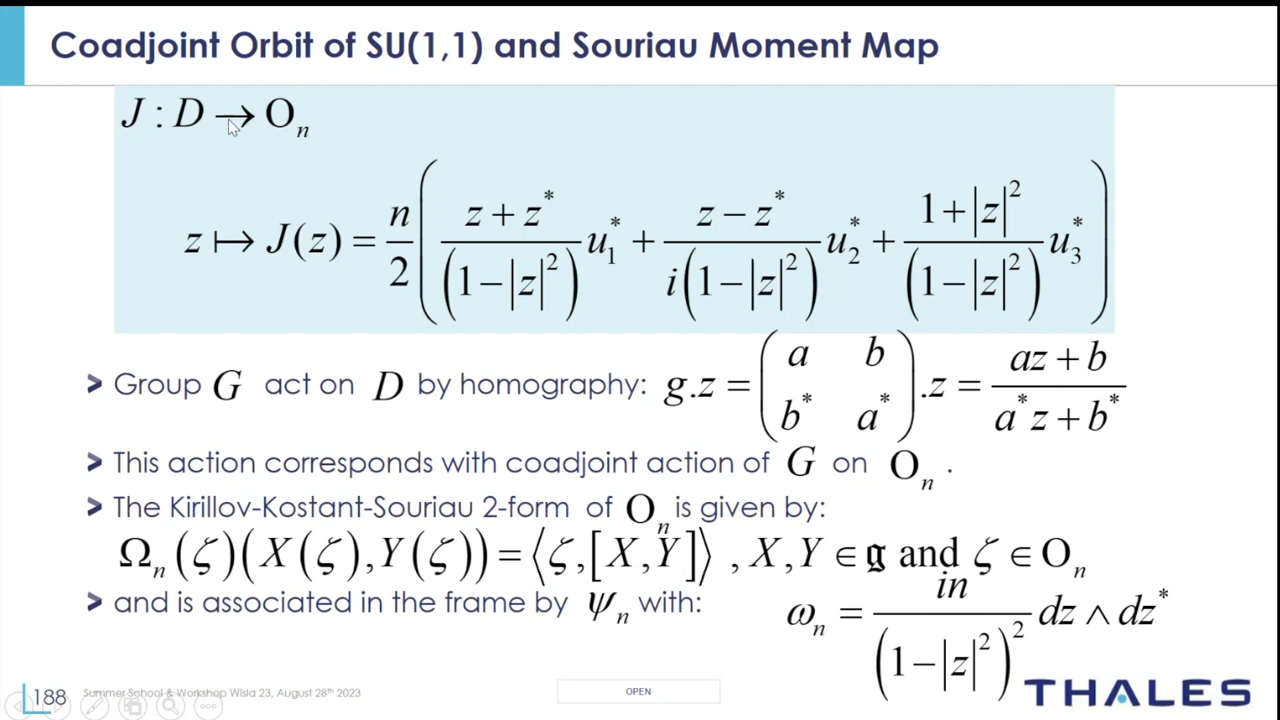 Coadjoint Orbit of SU(1,1) and Souriau Moment Map
J : D → O_n
z ↦ J(z) = n/2 ( (z + z^*)/(1 − |z|^2) u_1^* + (z − z^*)/(i(1 − |z|^2)) u_2^* + (1 + |z|^2)/(1 − |z|^2) u_3^* )
> Group G act on D by homography: g.z = ( a b ; b^* a^* ).z = (az + b)/(a^*z + b^*)
> This action corresponds with coadjoint action of G on O_n .
> The Kirillov-Kostant-Souriau 2-form of O_n is given by:
Ω_n(ζ)(X(ζ),Y(ζ)) = ⟨ζ,[X,Y]⟩ , X,Y ∈ 𝔤 and ζ ∈ O_n
> and is associated in the frame by ψ_n with: ω_n = in/(1 − |z|^2)^2 dz ∧ dz^*
188 Summer School & Workshop Wisla 23, August 28th 2023 OPEN THALES